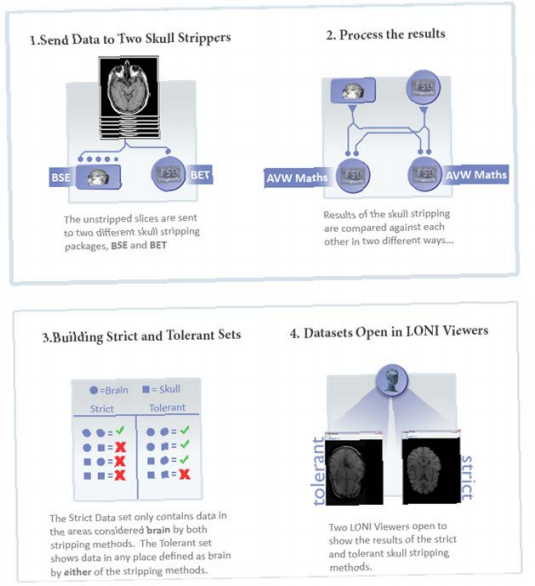 1.Send Data to Two Skull Strippers
BSE
FSL
BET
The unstripped slices are sent
to two different skull stripping
packages, BSE and BET
2. Process the results
FSL
AVW Maths
FSL
FSL
AVW Maths
Results of the skull stripping
are compared against each
other in two different ways...
3.Building Strict and Tolerant Sets
=Brain = Skull
Strict Tolerant
= ✓ = ✓
= X = ✓
= X = ✓
= X = X
The Strict Data set only contains data in
the areas considered brain by both
stripping methods. The Tolerant set
shows data in any place defined as brain
by either of the stripping methods.
4. Datasets Open in LONI Viewers
tolerant
strict
Two LONI Viewers open to
show the results of the strict
and tolerant skull stripping
methods.